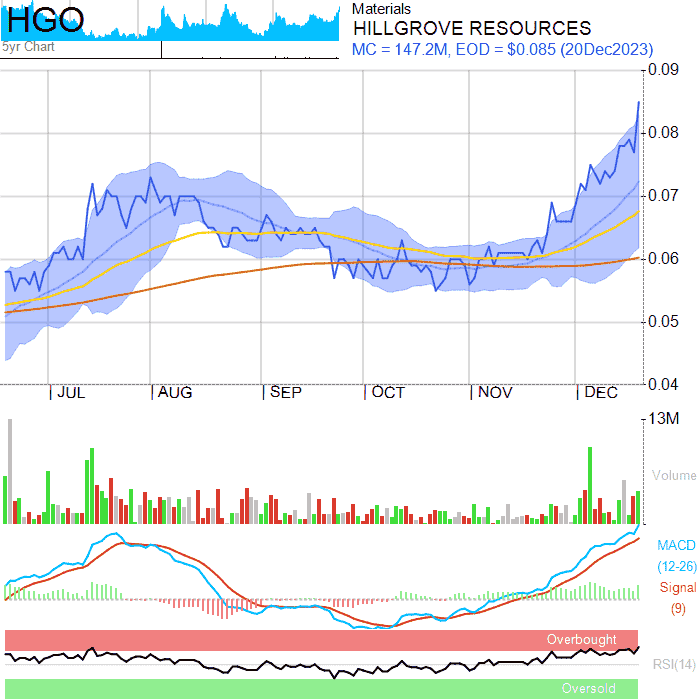 HGO
5yr Chart
Materials
HILLGROVE RESOURCES
MC = 147.2M, EOD = $0.085 (20Dec2023)
0.09
0.08
0.07
0.06
0.05
0.04
JUL AUG SEP OCT NOV DEC
13M
Volume
MACD
(12-26)
Signal
(9)
Overbought
RSI(14)
Oversold